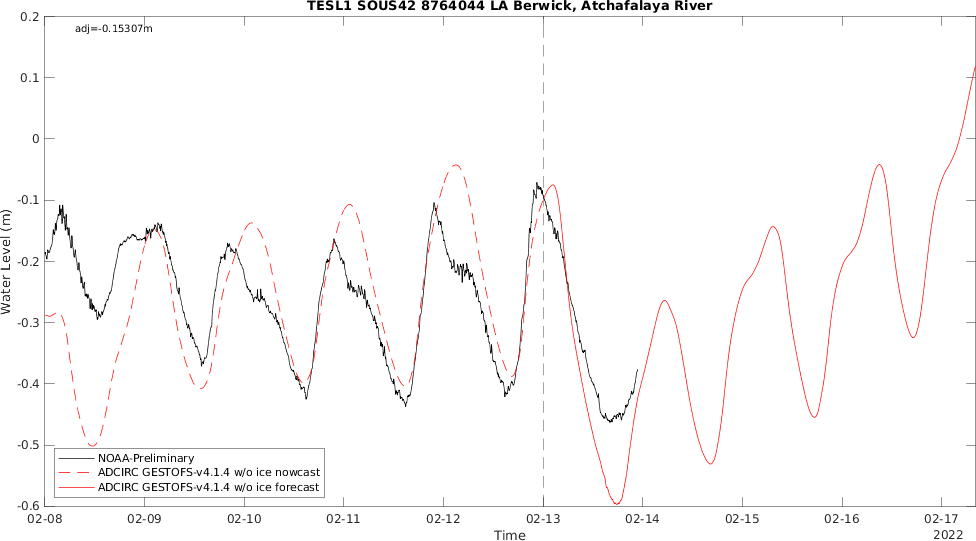 TESL1 SOUS42 8764044 LA Berwick, Atchafalaya River
adj=-0.15307m
0.2
0.1
0
-0.1
-0.2
-0.3
-0.4
-0.5
-0.6
Water Level (m)
NOAA-Preliminary
ADCIRC GESTOFS-v4.1.4 w/o ice nowcast
ADCIRC GESTOFS-v4.1.4 w/o ice forecast
02-08 02-09 02-10 02-11 02-12 02-13 02-14 02-15 02-16 02-17
Time
2022